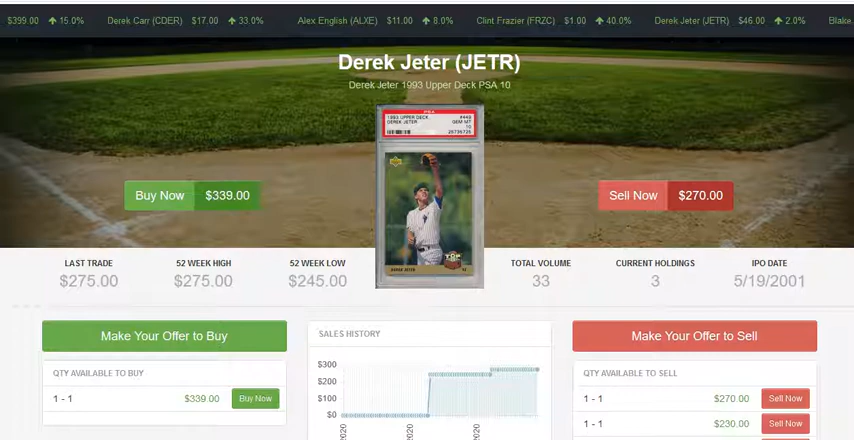 $399.00 15.0% Derek Carr (CDER) $17.00 33.0% Alex English (ALXE) $11.00 8.0% Clint Frazier (FRZC) $1.00 40.0% Derek Jeter (JETR) $46.00 2.0% Blake
Derek Jeter (JETR)
Derek Jeter 1993 Upper Deck PSA 10
PSA
1993 UPPER DECK #449
DEREK JETER GEM MT
10
Buy Now $339.00
Sell Now $270.00
TOP
DEREK JETER
LAST TRADE
$275.00
52 WEEK HIGH
$275.00
52 WEEK LOW
$245.00
TOTAL VOLUME
33
CURRENT HOLDINGS
3
IPO DATE
5/19/2001
Make Your Offer to Buy
QTY AVAILABLE TO BUY
1 - 1 $339.00 Buy Now
SALES HISTORY
$300
$200
$100
$0
2020
2020
2020
Make Your Offer to Sell
QTY AVAILABLE TO SELL
1 - 1 $270.00 Sell Now
1 - 1 $230.00 Sell Now